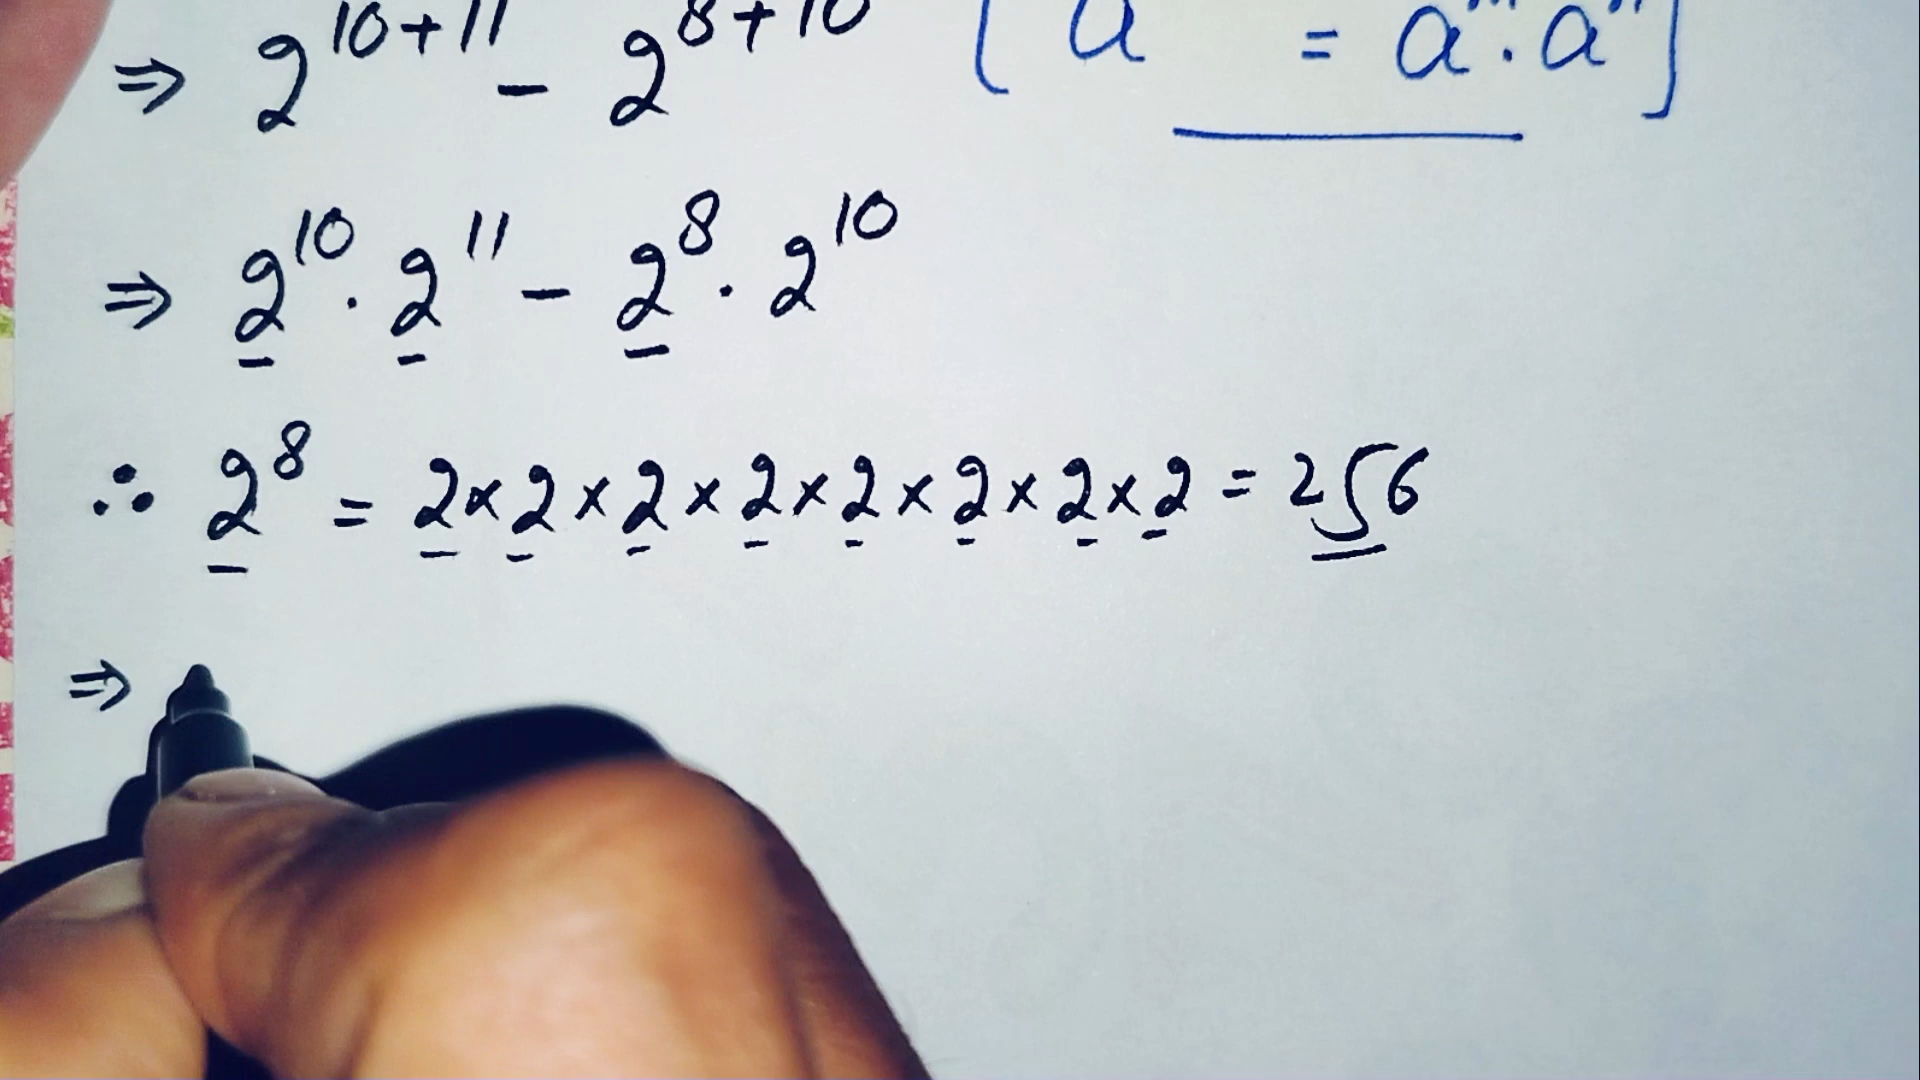 ⇒ 2^{10+11} - 2^{8+10} [a = a^m . a^n]
⇒ 2^{10} . 2^{11} - 2^8 . 2^{10}
∴ 2^8 = 2×2×2×2×2×2×2×2 = 256
⇒